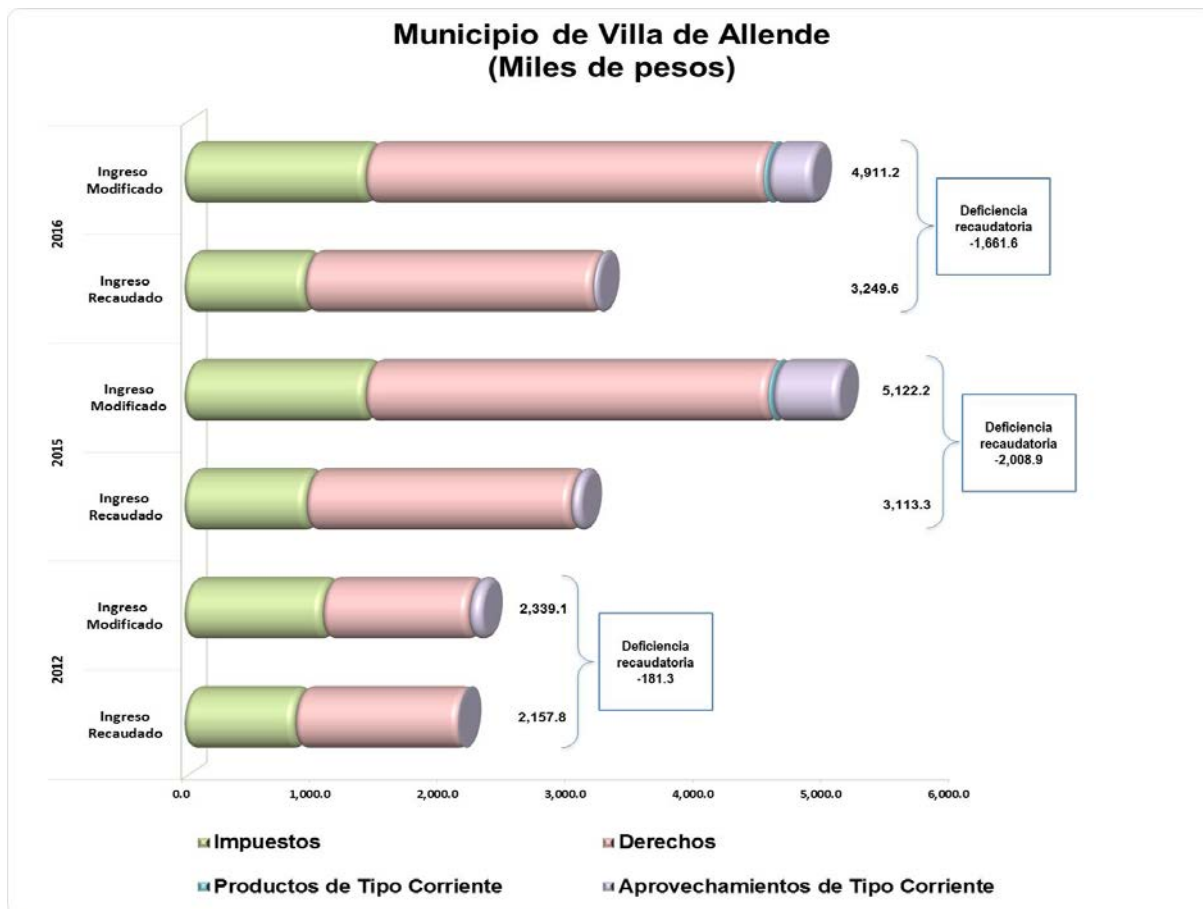 Municipio de Villa de Allende
(Miles de pesos)
2016
Ingreso
Modificado
4,911.2
Ingreso
Recaudado
3,249.6
Deficiencia
recaudatoria
-1,661.6
2015
Ingreso
Modificado
5,122.2
Ingreso
Recaudado
3,113.3
Deficiencia
recaudatoria
-2,008.9
2012
Ingreso
Modificado
2,339.1
Ingreso
Recaudado
2,157.8
Deficiencia
recaudatoria
-181.3
0.0 1,000.0 2,000.0 3,000.0 4,000.0 5,000.0 6,000.0
Impuestos Derechos
Productos de Tipo Corriente Aprovechamientos de Tipo Corriente